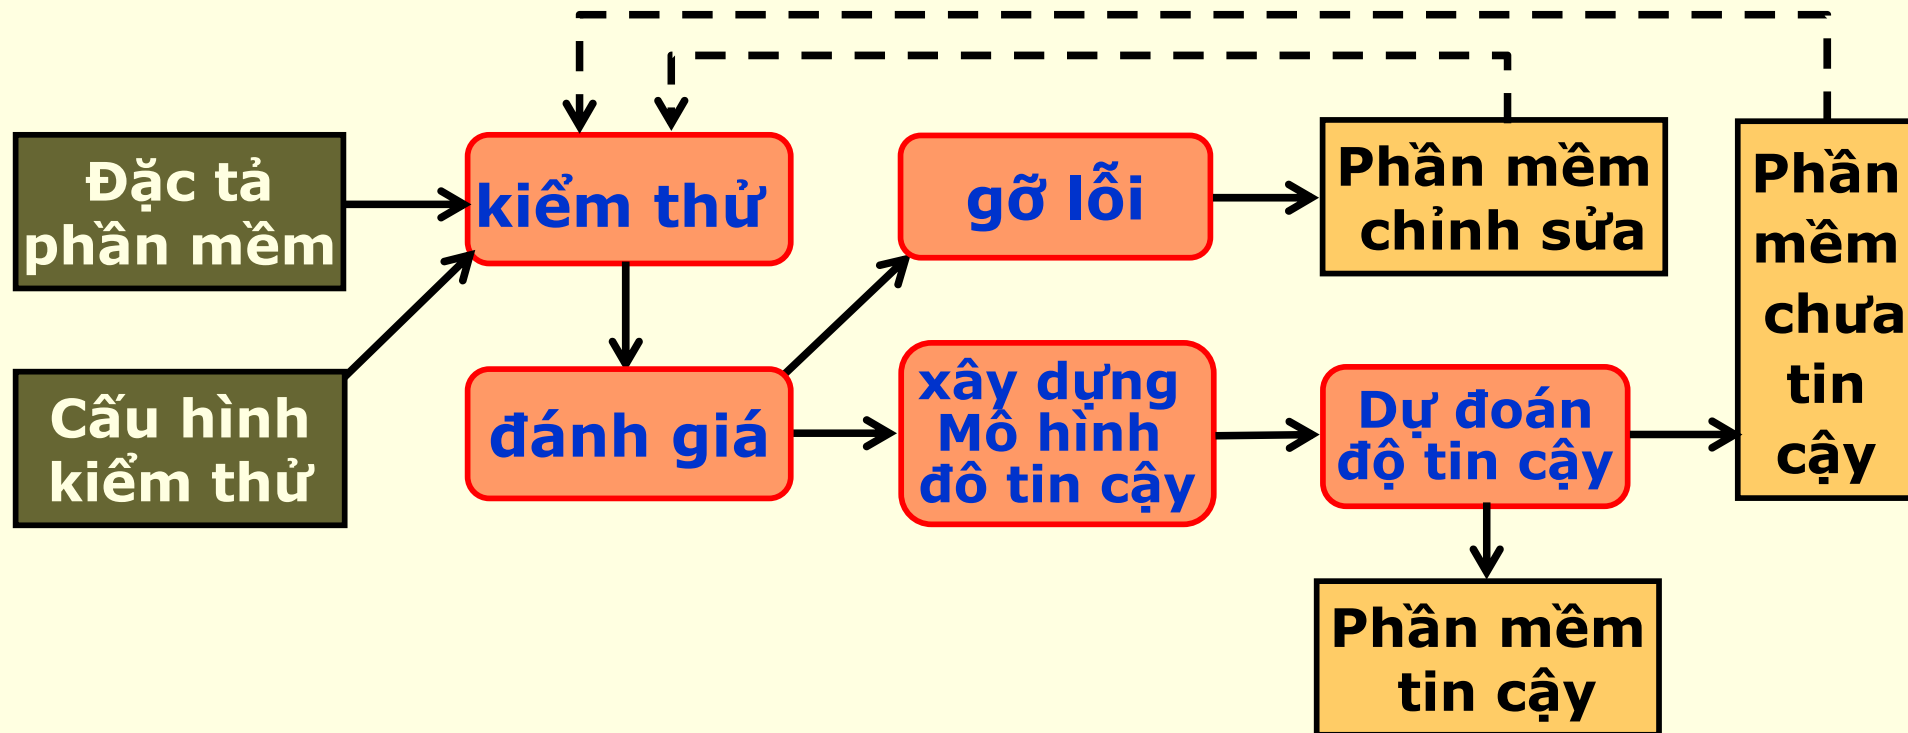 Đặc tả
phần mềm
kiểm thử
gỡ lỗi
Phần mềm
chỉnh sửa
Phần
mềm
chưa
tin
cậy
Cấu hình
kiểm thử
đánh giá
xây dựng
Mô hình
đô tin cậy
Dự đoán
độ tin cậy
Phần mềm
tin cậy